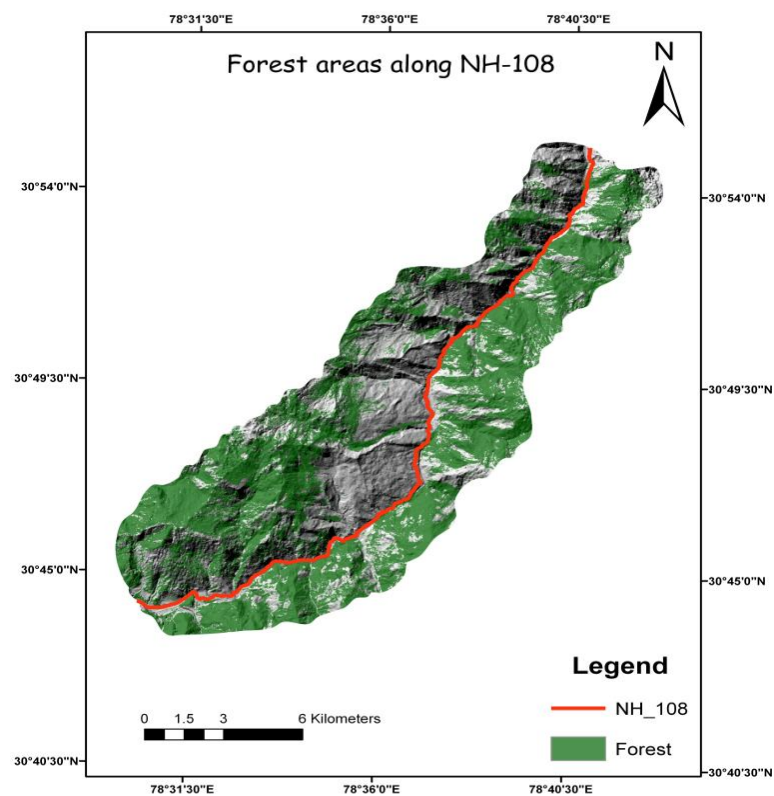 78°31'30"E 78°36'0"E 78°40'30"E
Forest areas along NH-108
N
30°54'0"N 30°54'0"N
30°49'30"N 30°49'30"N
30°45'0"N 30°45'0"N
Legend
NH_108
0 1.5 3 6 Kilometers
Forest
30°40'30"N 30°40'30"N
78°31'30"E 78°36'0"E 78°40'30"E